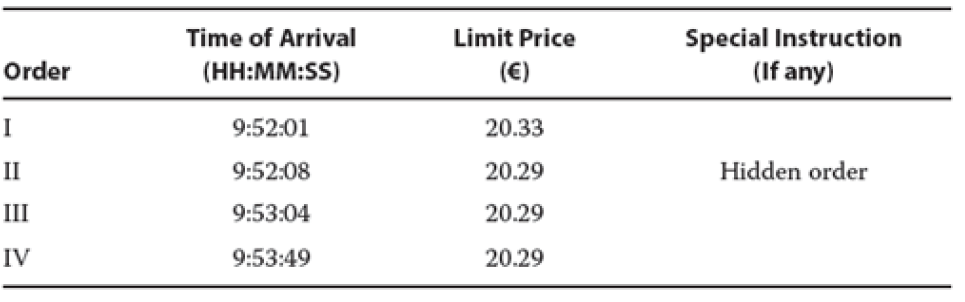 Order Time of Arrival (HH:MM:SS) Limit Price (€) Special Instruction (If any)
I 9:52:01 20.33
II 9:52:08 20.29 Hidden order
III 9:53:04 20.29
IV 9:53:49 20.29